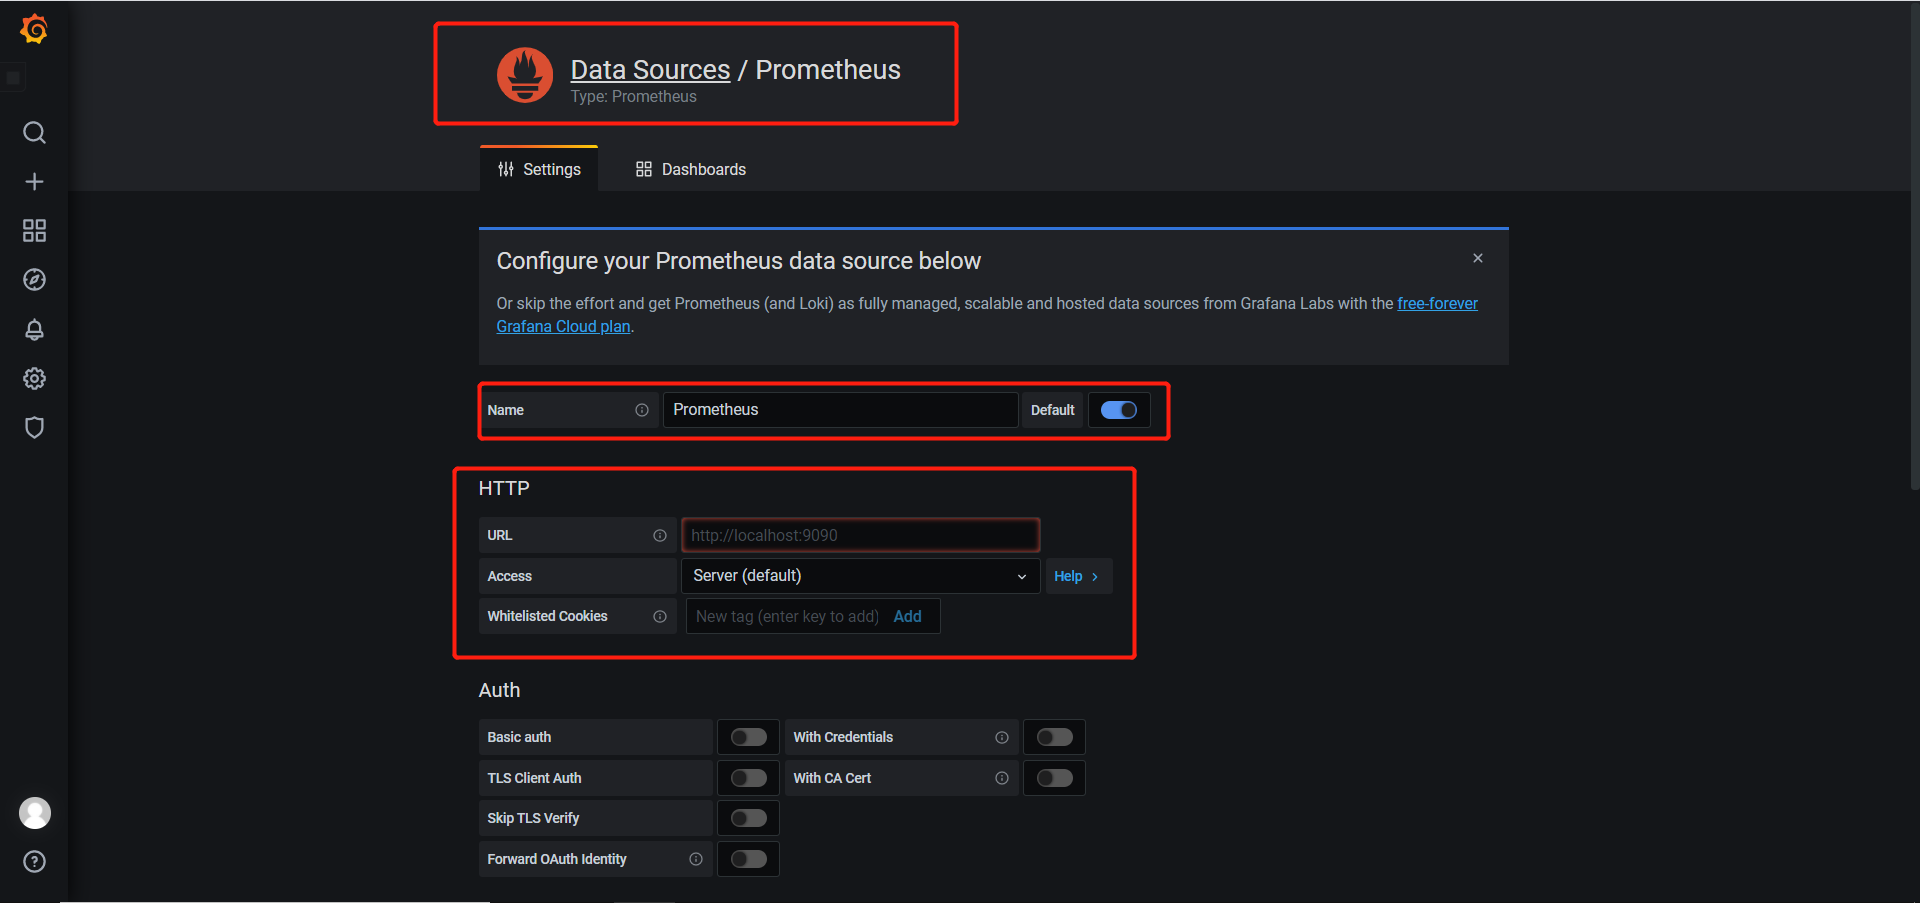 Data Sources / Prometheus
Type: Prometheus
Settings
Dashboards
Configure your Prometheus data source below
Or skip the effort and get Prometheus (and Loki) as fully managed, scalable and hosted data sources from Grafana Labs with the free-forever
Grafana Cloud plan.
Name
Prometheus
Default
HTTP
URL
http://localhost:9090
Access
Server (default)
Help
Whitelisted Cookies
New tag (enter key to add)
Add
Auth
Basic auth
With Credentials
TLS Client Auth
With CA Cert
Skip TLS Verify
Forward OAuth Identity